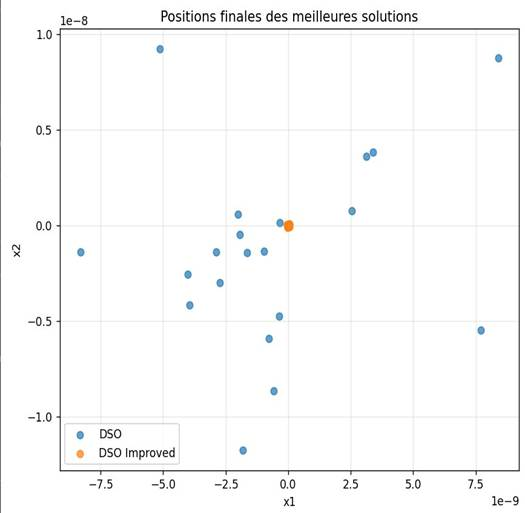 Positions finales des meilleures solutions
1e−8
1.0
0.5
0.0
−0.5
−1.0
x2
DSO
DSO Improved
−7.5 −5.0 −2.5 0.0 2.5 5.0 7.5
x1
1e−9